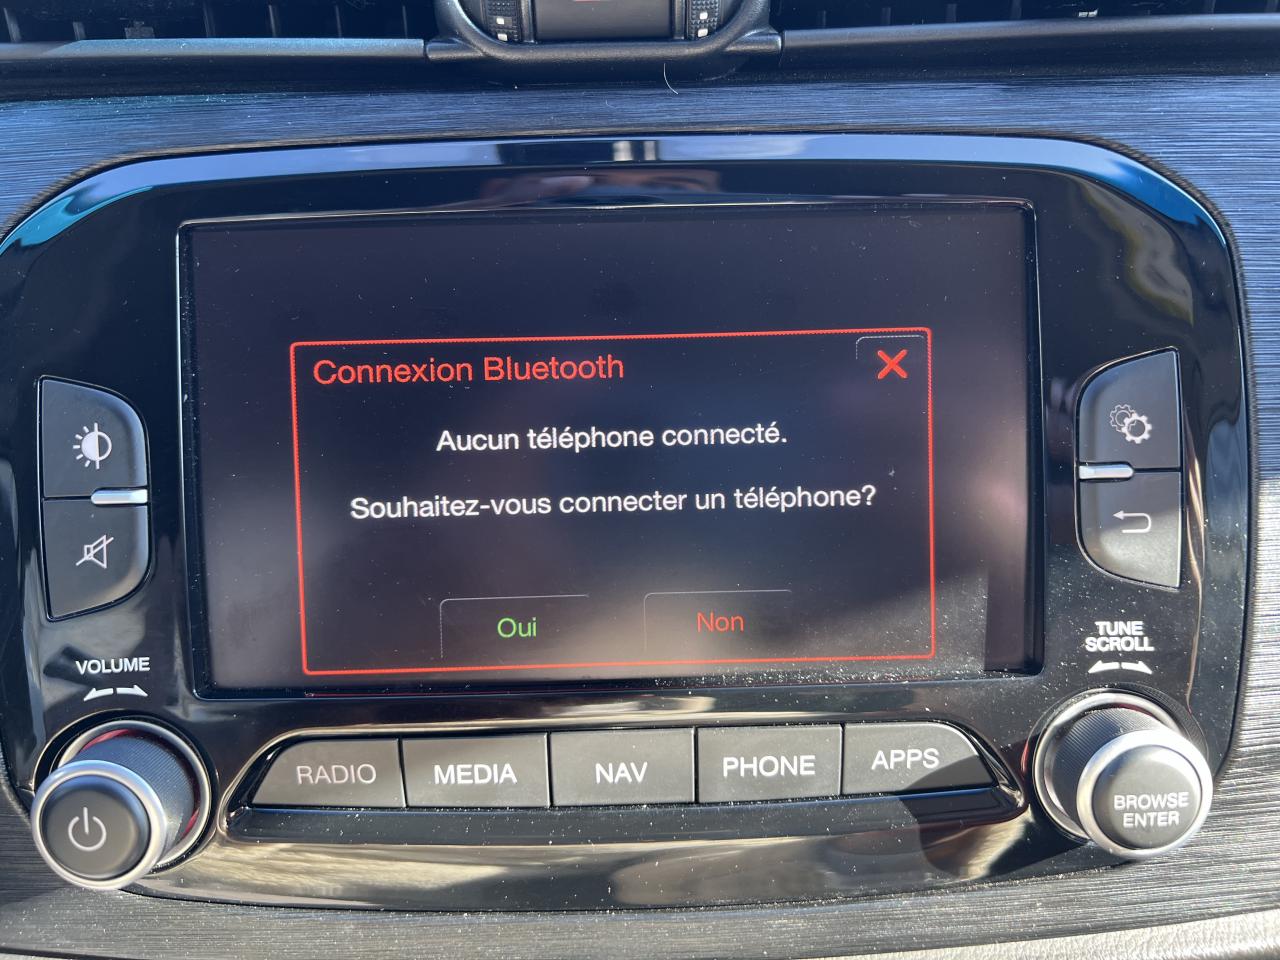 Connexion Bluetooth
Aucun téléphone connecté.
Souhaitez-vous connecter un téléphone?
Oui
Non
VOLUME
TUNE
SCROLL
RADIO
MEDIA
NAV
PHONE
APPS
BROWSE
ENTER